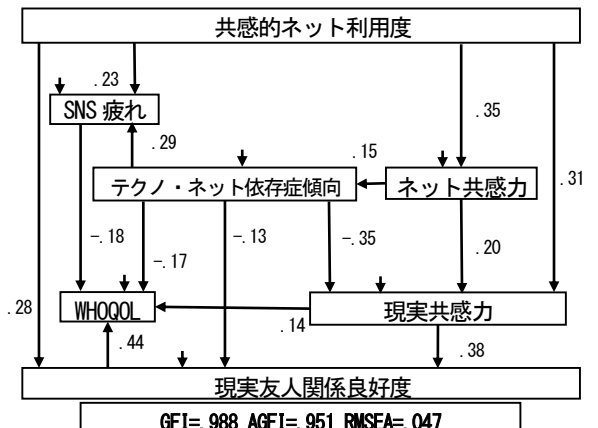 共感的ネット利用度
.23
SNS 疲れ
.35
.29
.15
テクノ・ネット依存症傾向
ネット共感力
.31
-.18
-.17
-.13
-.35
.20
.28
WHOQOL
現実共感力
.14
.44
.38
現実友人関係良好度
GFI=.988 AGFI=.951 RMSEA=.047